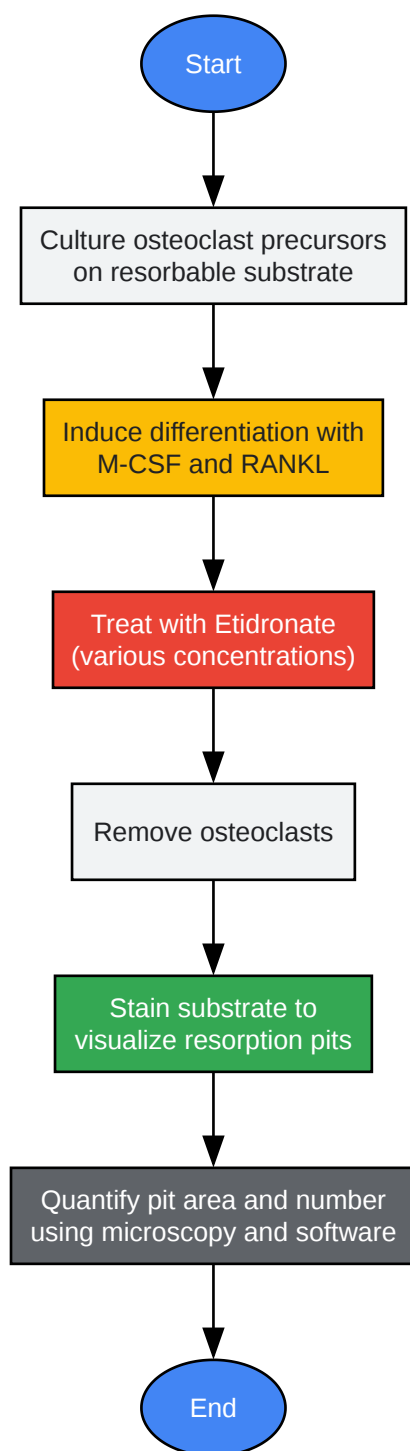 Start
Culture osteoclast precursors
on resorbable substrate
Induce differentiation with
M-CSF and RANKL
Treat with Etidronate
(various concentrations)
Remove osteoclasts
Stain substrate to
visualize resorption pits
Quantify pit area and number
using microscopy and software
End